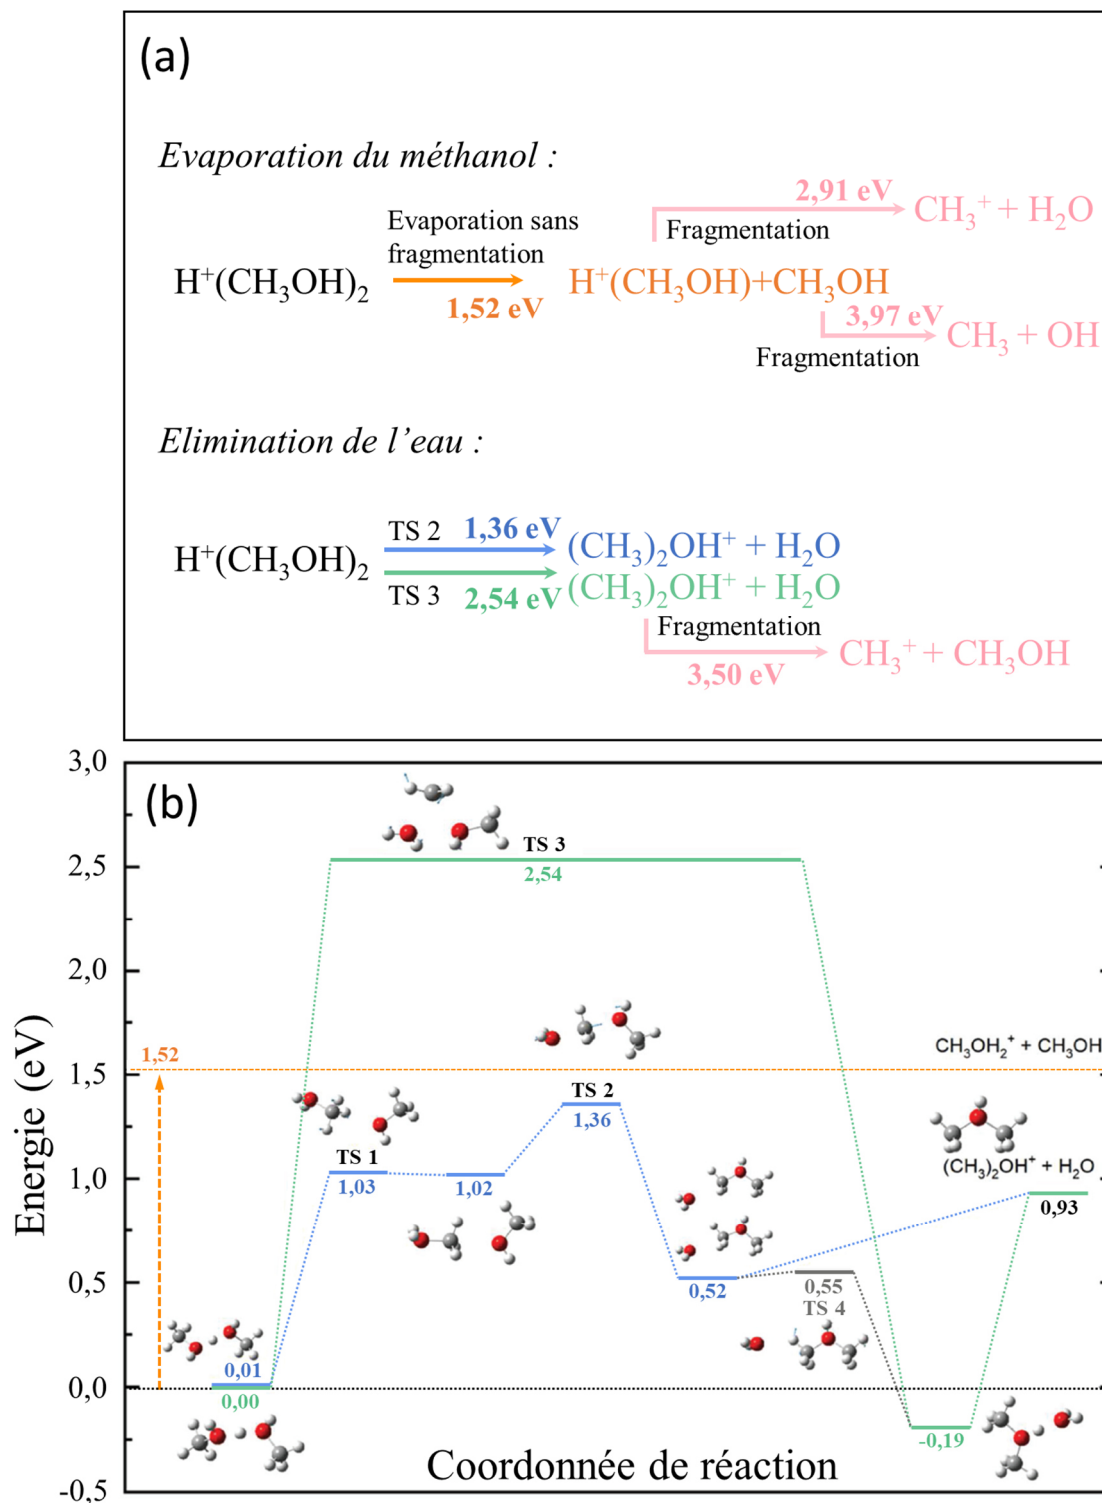 (a)
Evaporation du méthanol :
2,91 eV
CH₃⁺ + H₂O
Evaporation sans
fragmentation
Fragmentation
H⁺(CH₃OH)₂
1,52 eV
H⁺(CH₃OH)+CH₃OH
3,97 eV
CH₃ + OH
Fragmentation
Elimination de l’eau :
TS 2
1,36 eV
(CH₃)₂OH⁺ + H₂O
H⁺(CH₃OH)₂
TS 3
2,54 eV
(CH₃)₂OH⁺ + H₂O
Fragmentation
3,50 eV
CH₃⁺ + CH₃OH
(b)
3,0
2,5
2,0
1,5
1,0
0,5
0,0
-0,5
Energie (eV)
TS 3
2,54
1,52
CH₃OH₂⁺ + CH₃OH
TS 2
1,36
TS 1
1,03
1,02
(CH₃)₂OH⁺ + H₂O
0,93
0,52
0,55
TS 4
0,01
0,00
-0,19
Coordonnée de réaction